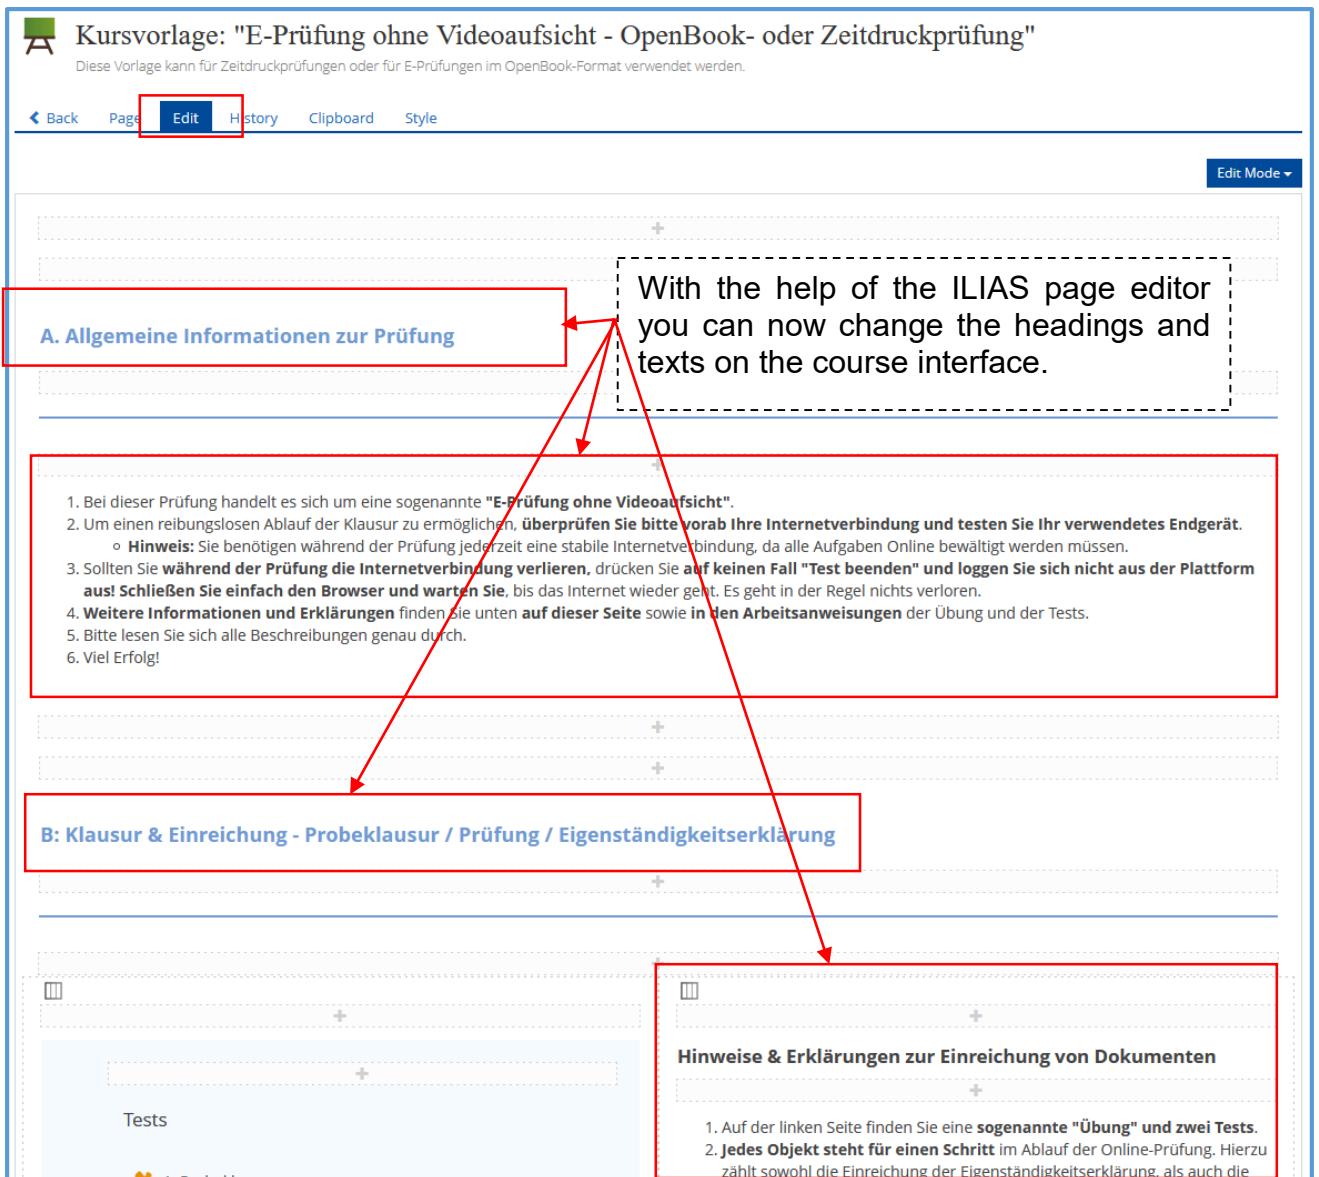 Kursvorlage: "E-Prüfung ohne Videoaufsicht - OpenBook- oder Zeitdruckprüfung"
Diese Vorlage kann für Zeitdruckprüfungen oder für E-Prüfungen im OpenBook-Format verwendet werden.
Back Page Edit History Clipboard Style
Edit Mode
With the help of the ILIAS page editor
you can now change the headings and
texts on the course interface.
A. Allgemeine Informationen zur Prüfung
1. Bei dieser Prüfung handelt es sich um eine sogenannte "E-Prüfung ohne Videoaufsicht".
2. Um einen reibungslosen Ablauf der Klausur zu ermöglichen, überprüfen Sie bitte vorab Ihre Internetverbindung und testen Sie Ihr verwendetes Endgerät.
Hinweis: Sie benötigen während der Prüfung jederzeit eine stabile Internetverbindung, da alle Aufgaben Online bewältigt werden müssen.
3. Sollten Sie während der Prüfung die Internetverbindung verlieren, drücken Sie auf keinen Fall "Test beenden" und loggen Sie sich nicht aus der Plattform
aus! Schließen Sie einfach den Browser und warten Sie, bis das Internet wieder geht. Es geht in der Regel nichts verloren.
4. Weitere Informationen und Erklärungen finden Sie unten auf dieser Seite sowie in den Arbeitsanweisungen der Übung und der Tests.
5. Bitte lesen Sie sich alle Beschreibungen genau durch.
6. Viel Erfolg!
B: Klausur & Einreichung - Probeklausur / Prüfung / Eigenständigkeitserklärung
Tests
Hinweise & Erklärungen zur Einreichung von Dokumenten
1. Auf der linken Seite finden Sie eine sogenannte "Übung" und zwei Tests.
2. Jedes Objekt steht für einen Schritt im Ablauf der Online-Prüfung. Hierzu
zählt sowohl die Einreichung der Eigenständigkeitserklärung, als auch die